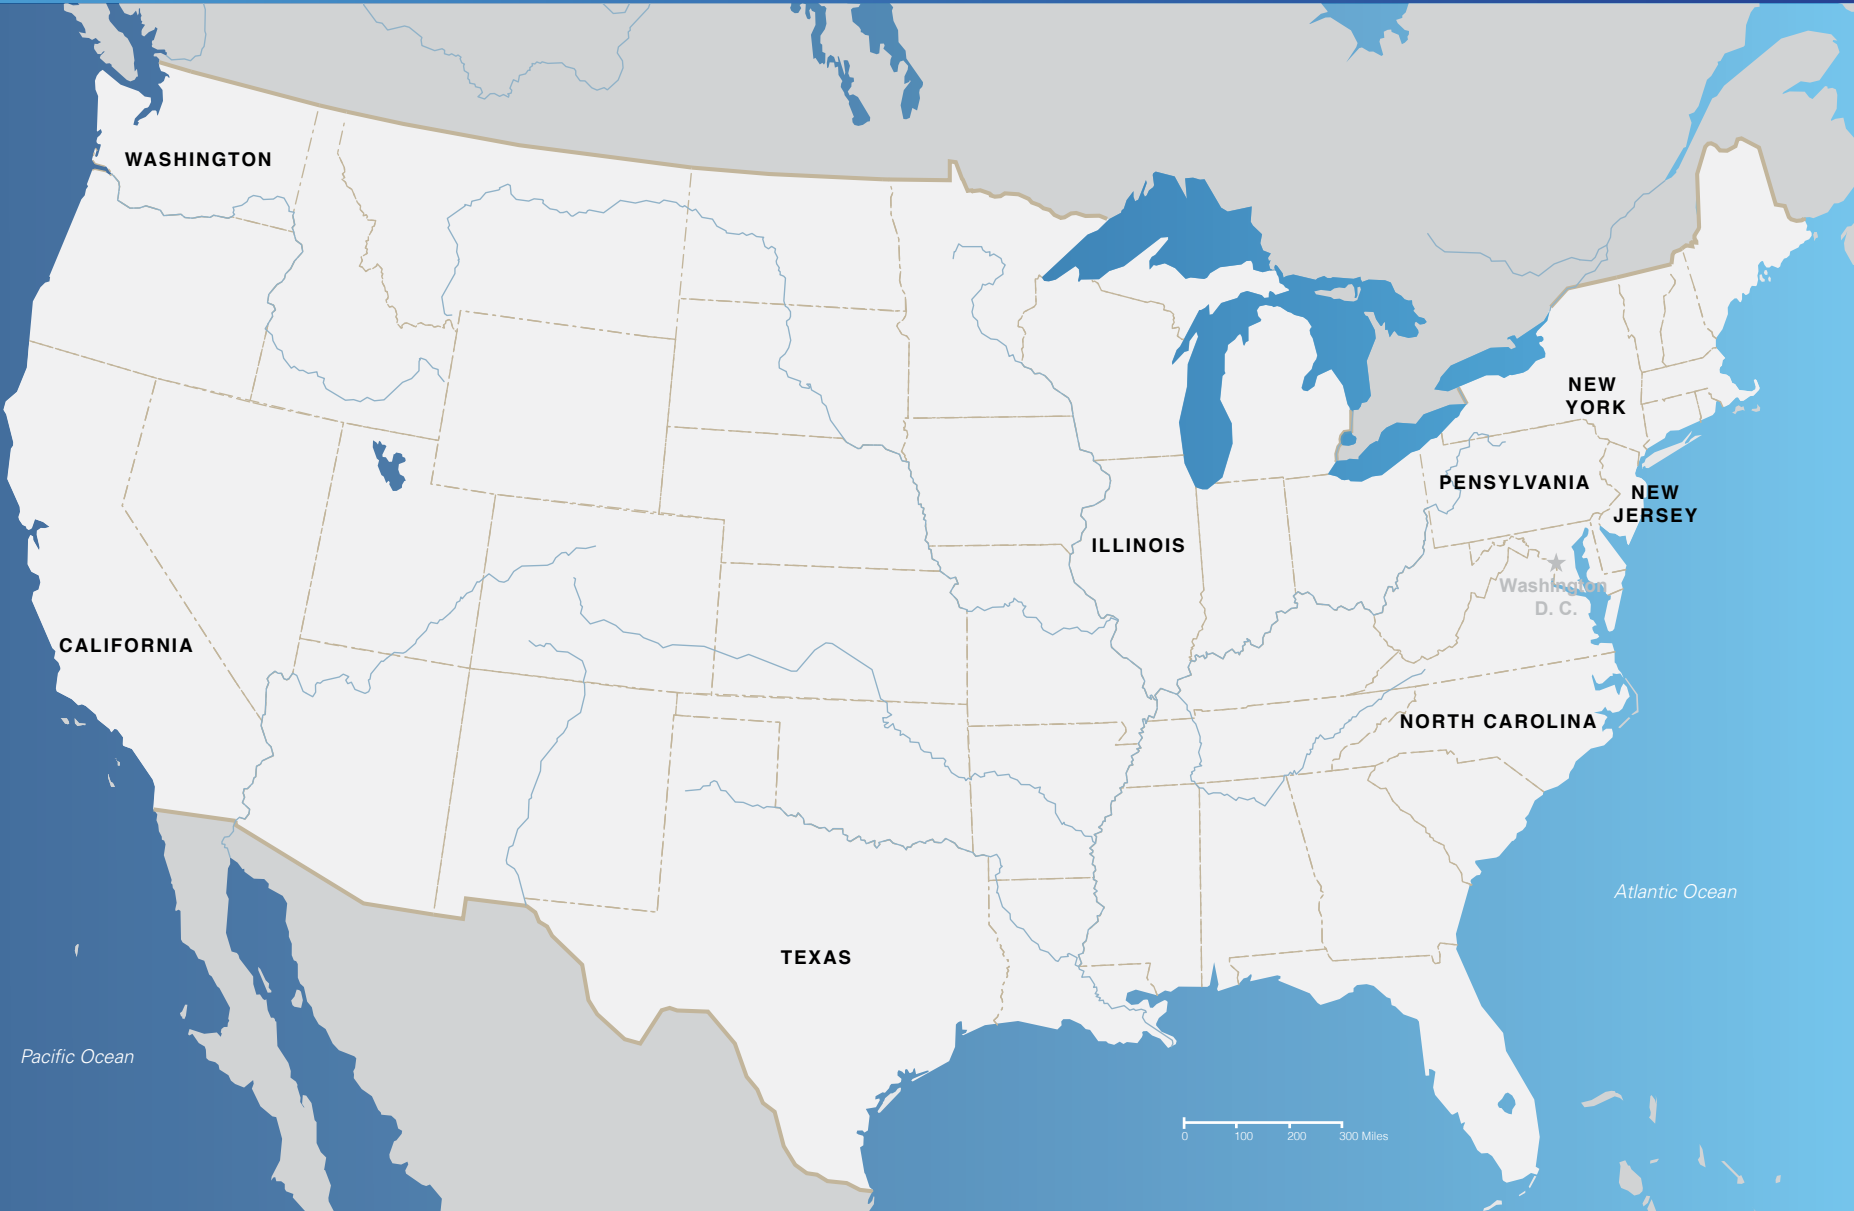 WASHINGTON
NEW
YORK
PENSYLVANIA
NEW
JERSEY
ILLINOIS
Washington
D. C.
CALIFORNIA
NORTH CAROLINA
Atlantic Ocean
TEXAS
Pacific Ocean
0 100 200 300 Miles